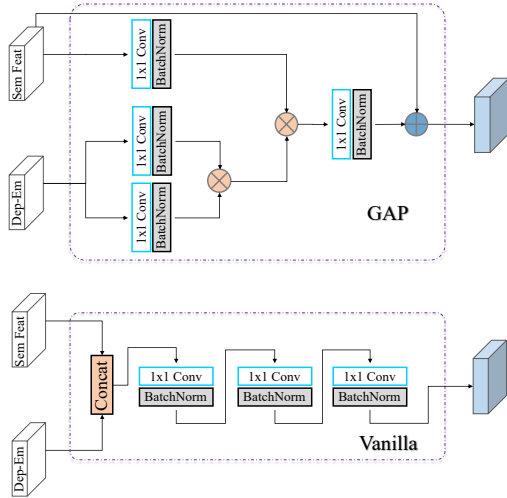 Sem Feat
1x1 Conv
BatchNorm
1x1 Conv
BatchNorm
1x1 Conv
BatchNorm
Dep-Em
1x1 Conv
BatchNorm
GAP
Sem Feat
Concat
1x1 Conv
BatchNorm
1x1 Conv
BatchNorm
1x1 Conv
BatchNorm
Dep-Em
Vanilla